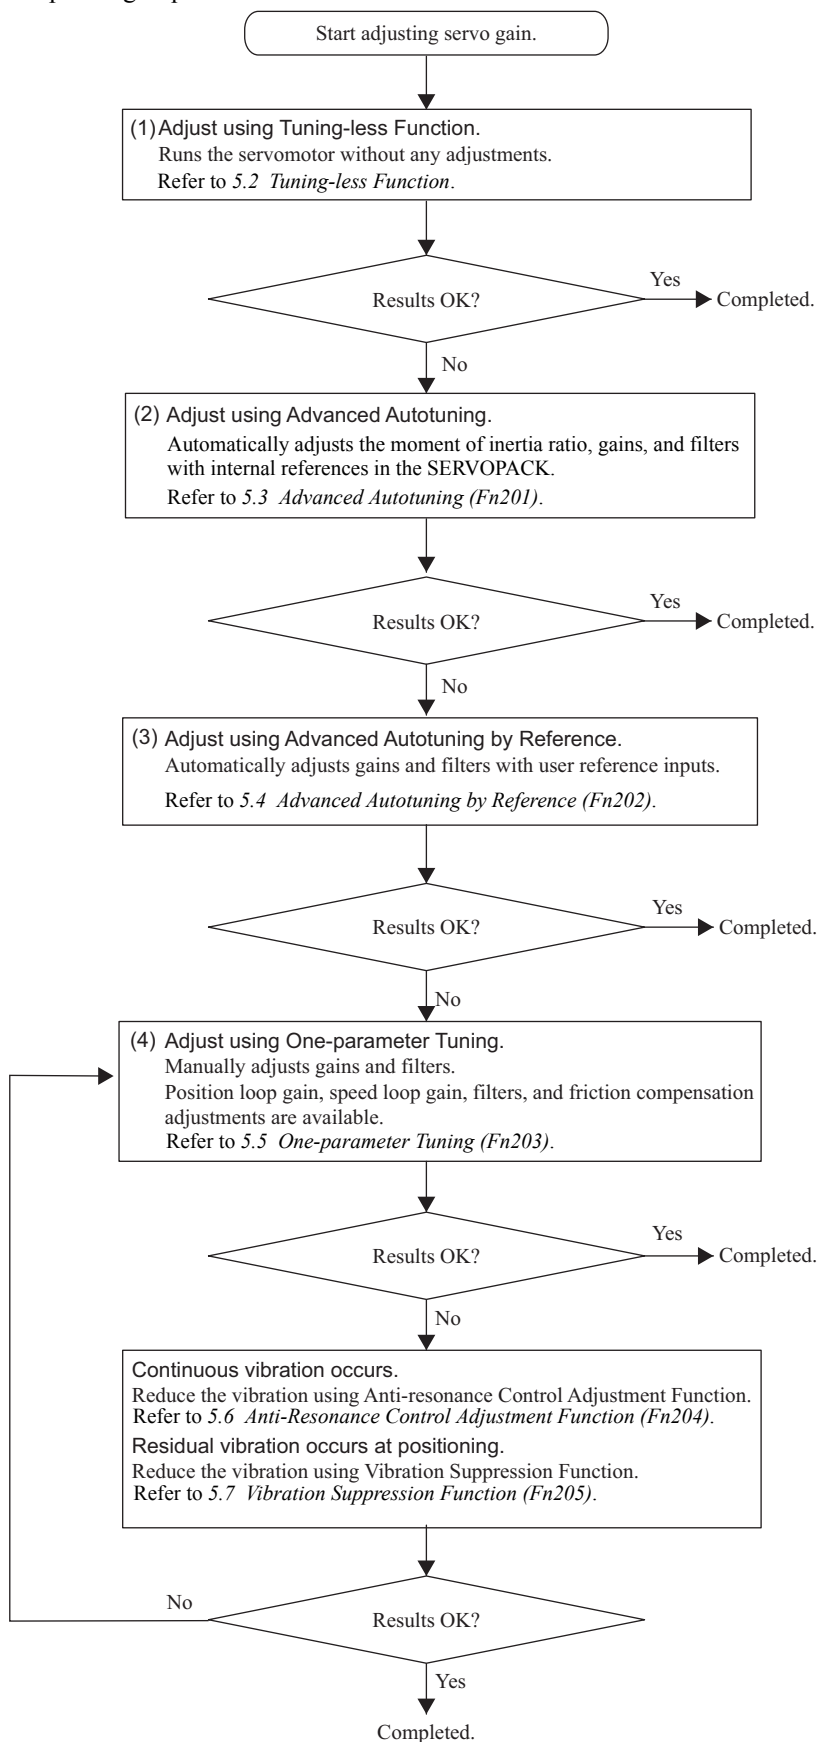 Start adjusting servo gain.
(1) Adjust using Tuning-less Function.
Runs the servomotor without any adjustments.
Refer to 5.2 Tuning-less Function.
Results OK?
Yes
Completed.
No
(2) Adjust using Advanced Autotuning.
Automatically adjusts the moment of inertia ratio, gains, and filters
with internal references in the SERVOPACK.
Refer to 5.3 Advanced Autotuning (Fn201).
Results OK?
Yes
Completed.
No
(3) Adjust using Advanced Autotuning by Reference.
Automatically adjusts gains and filters with user reference inputs.
Refer to 5.4 Advanced Autotuning by Reference (Fn202).
Results OK?
Yes
Completed.
No
(4) Adjust using One-parameter Tuning.
Manually adjusts gains and filters.
Position loop gain, speed loop gain, filters, and friction compensation
adjustments are available.
Refer to 5.5 One-parameter Tuning (Fn203).
Results OK?
Yes
Completed.
No
Continuous vibration occurs.
Reduce the vibration using Anti-resonance Control Adjustment Function.
Refer to 5.6 Anti-Resonance Control Adjustment Function (Fn204).
Residual vibration occurs at positioning.
Reduce the vibration using Vibration Suppression Function.
Refer to 5.7 Vibration Suppression Function (Fn205).
No
Results OK?
Yes
Completed.